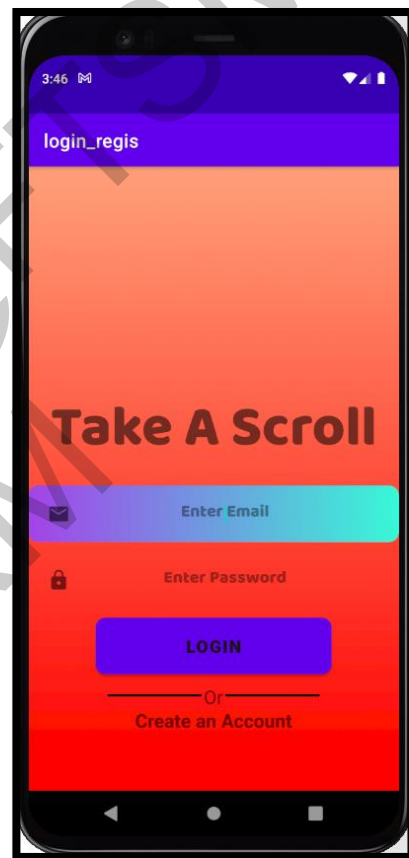 3:46
login_regis
Take A Scroll
Enter Email
Enter Password
LOGIN
Or
Create an Account